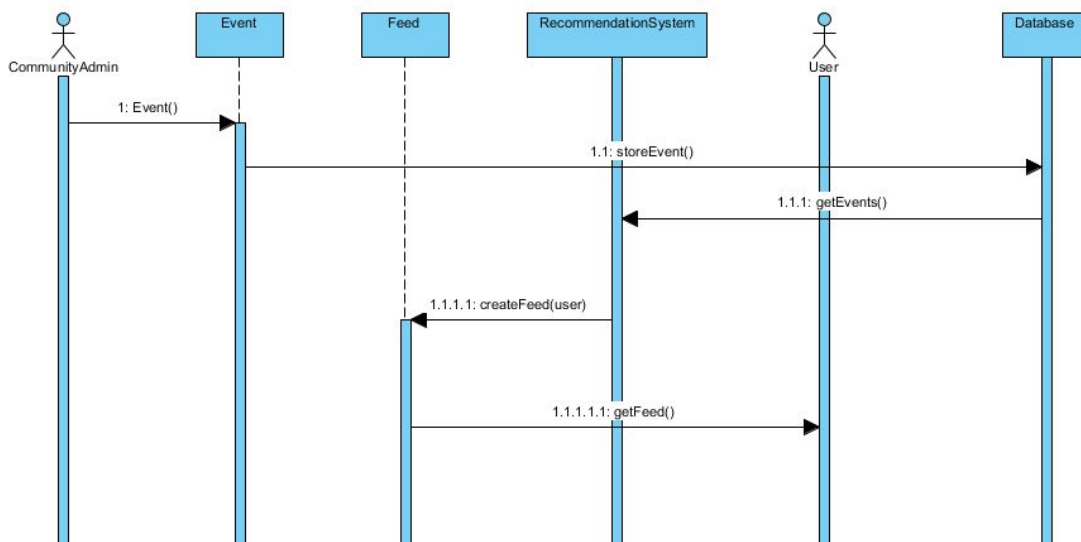 Event
Feed
RecommendationSystem
Database
CommunityAdmin
User
1: Event()
1.1: storeEvent()
1.1.1: getEvents()
1.1.1.1: createFeed(user)
1.1.1.1.1: getFeed()